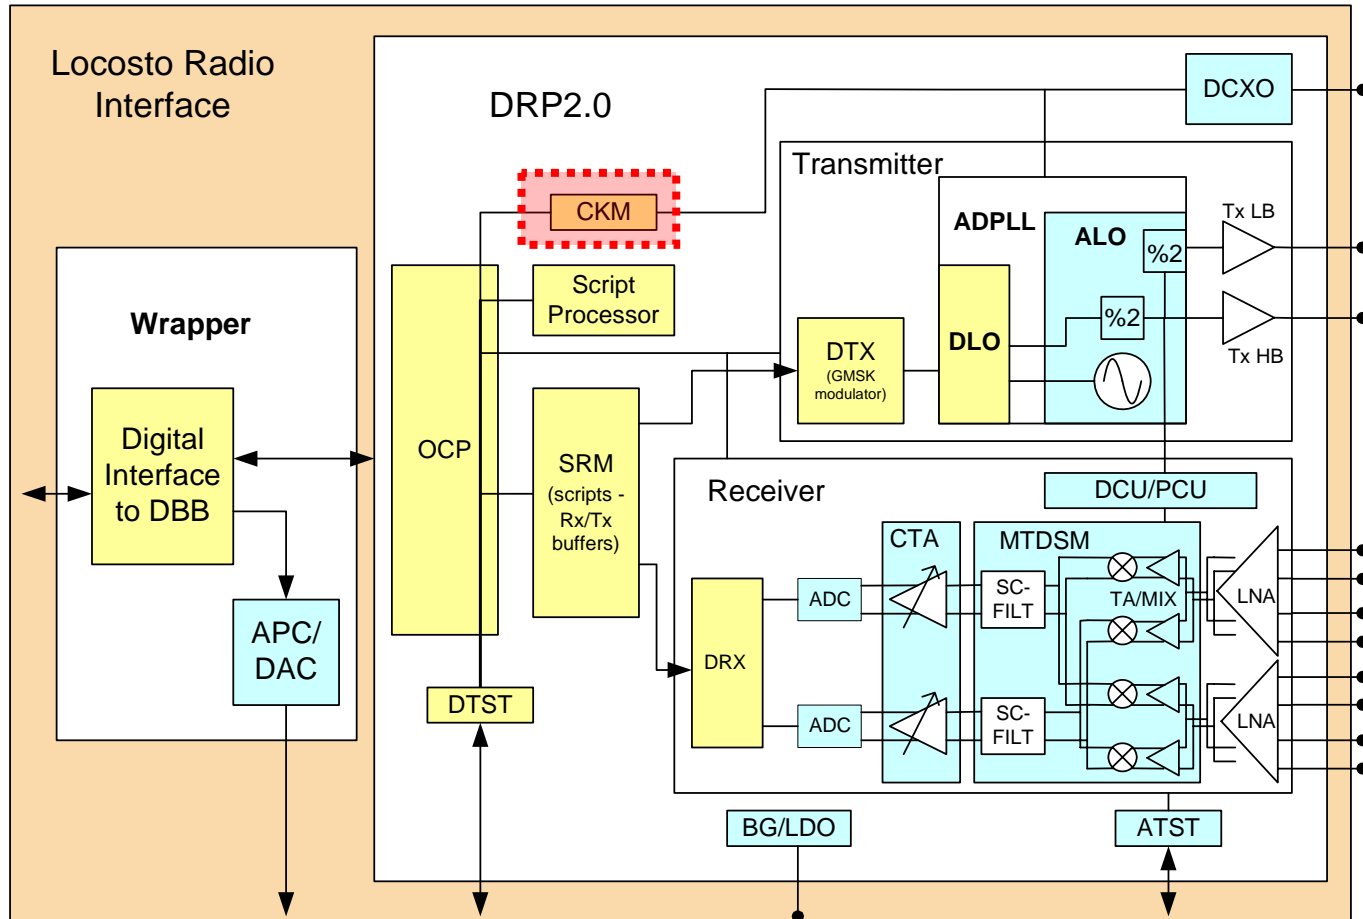 Locosto Radio
Interface
DRP2.0
DCXO
Transmitter
CKM
ADPLL
ALO
Tx LB
%2
Script
Processor
Wrapper
%2
DTX
(GMSK
modulator)
DLO
Tx HB
Digital
Interface
to DBB
OCP
SRM
(scripts -
Rx/Tx
buffers)
Receiver
DCU/PCU
CTA
MTDSM
ADC
SC-
FILT
TA/MIX
LNA
APC/
DAC
DRX
DTST
ADC
SC-
FILT
LNA
BG/LDO
ATST